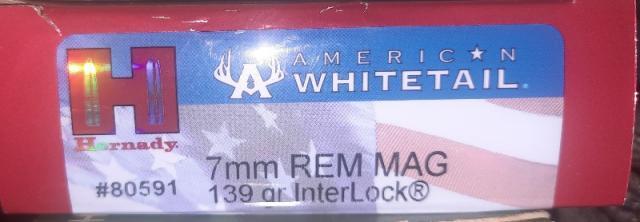 H
Hornady
AMERICAN
WHITETAIL.
7mm REM MAG
#80591
139 gr InterLock®